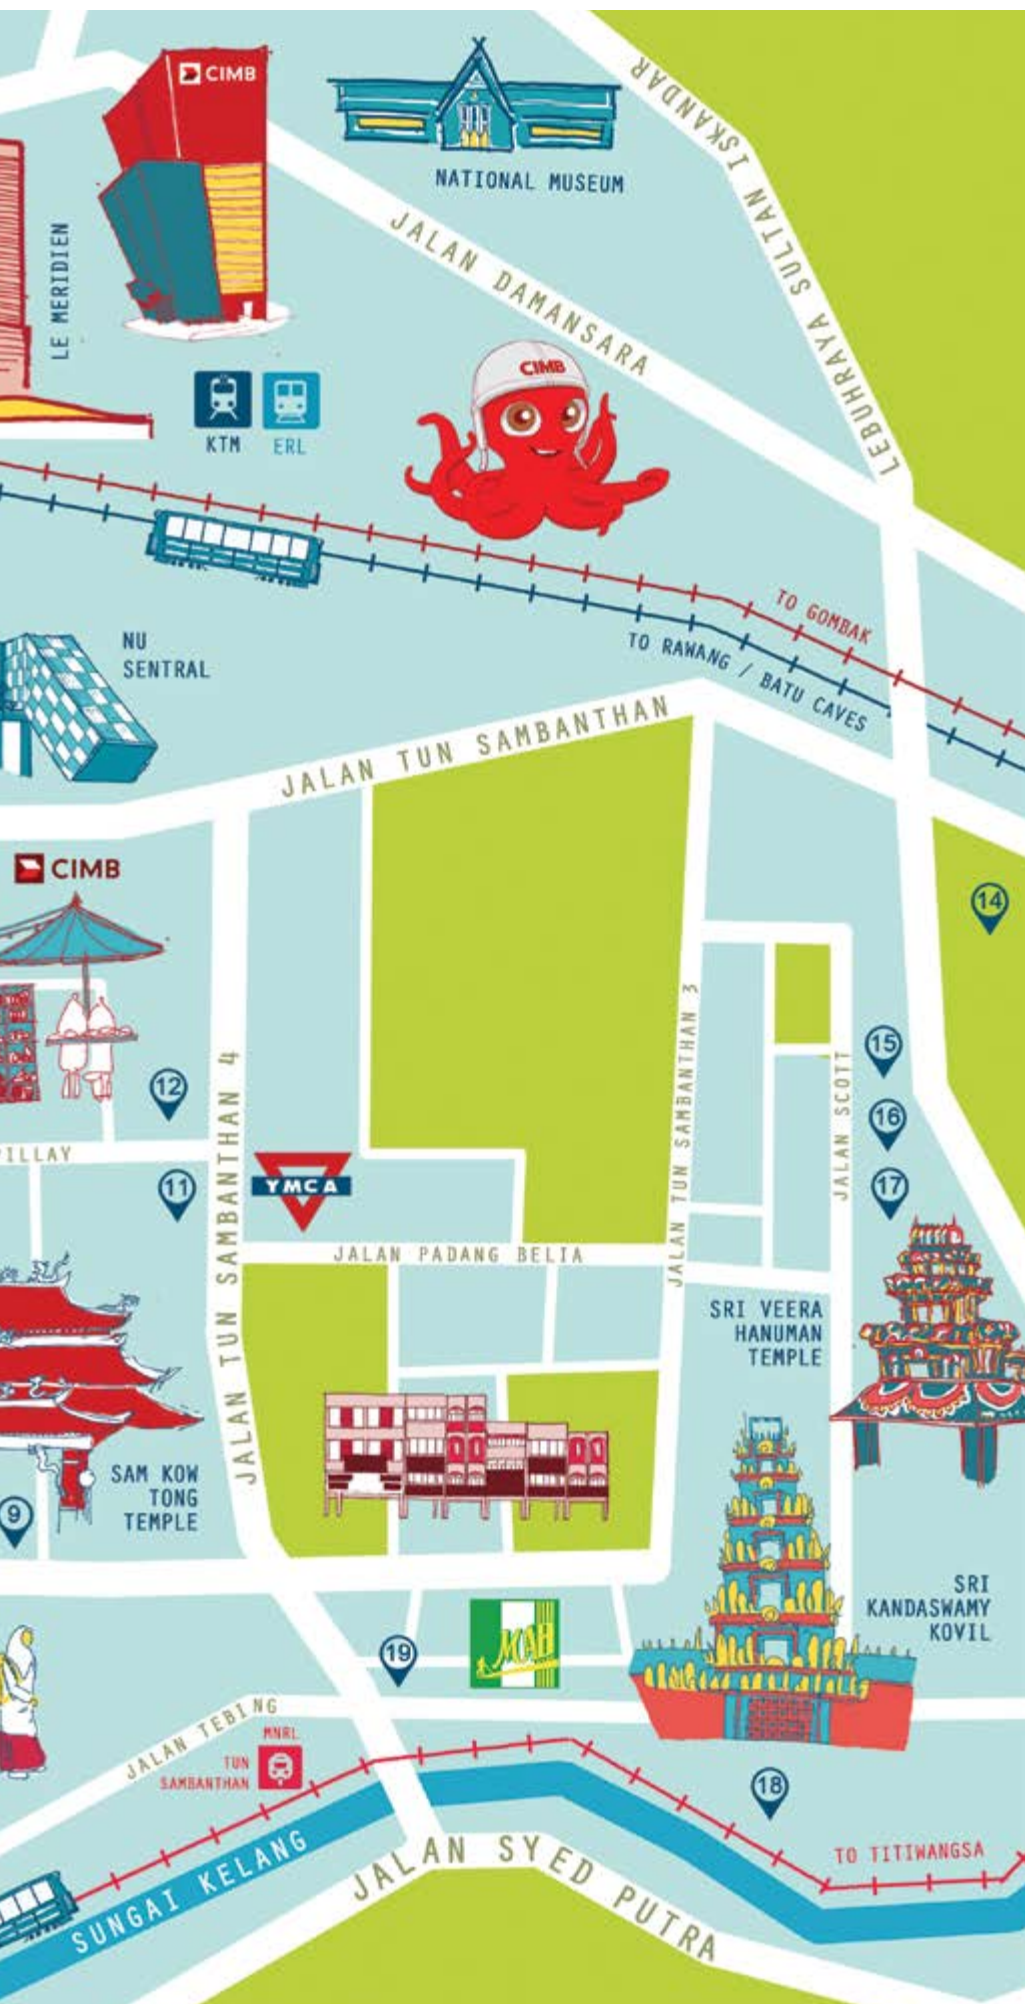 CIMB
NATIONAL MUSEUM
LEBUHRAYA SULTAN ISKANDAR
JALAN DAMANSARA
LE MERIDIEN
CIMB
KTM
ERL
TO GOMBAK
TO RAWANG / BATU CAVES
NU
SENTRAL
JALAN TUN SAMBANTHAN
CIMB
14
15
16
17
12
11
JALAN TUN SAMBANTHAN 4
JALAN TUN SAMBANTHAN 3
JALAN SCOTT
PILLAY
YMCA
JALAN PADANG BELIA
SRI VEERA
HANUMAN
TEMPLE
SAM KOW
TONG
TEMPLE
9
SRI
KANDASWAMY
KOVIL
MCAH
19
JALAN TEBING
MNRL
TUN
SAMBANTHAN
18
TO TITIWANGSA
SUNGAI KELANG
JALAN SYED PUTRA